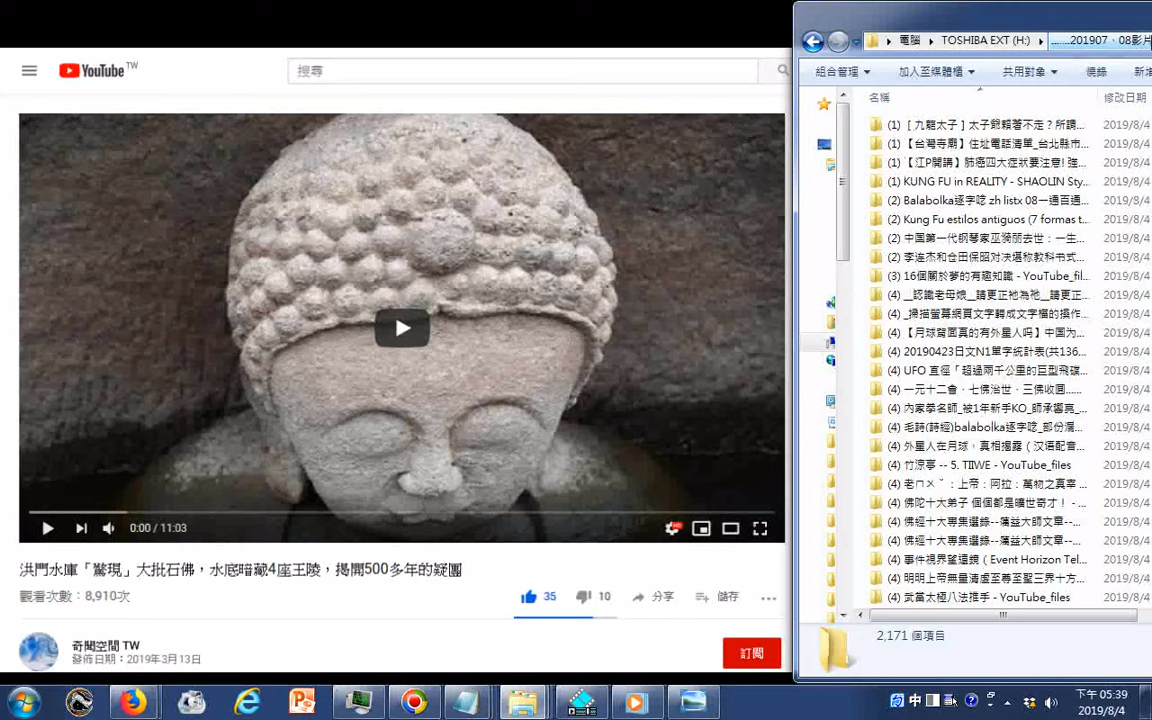 YouTube TW
搜尋
0:00 / 11:03
洪門水庫「驚現」大批石佛，水底暗藏4座王陵，揭開500多年的疑團
觀看次數：8,910次
35
10
分享
儲存
奇聞空間 TW
發佈日期：2019年3月13日
訂閱
電腦
TOSHIBA EXT (H:)
.......201907、08影片
組合管理
加入至媒體櫃
共用對象
燒錄
新增
名稱
修改日期
(1)［九龍太子］太子爺賴著不走？所謂... 2019/8/4
(1) 【台灣寺廟】住址電話清單_台北縣市... 2019/8/4
(1) 【江P開講】肺癌四大症狀要注意! 強... 2019/8/4
(1) KUNG FU in REALITY - SHAOLIN Sty... 2019/8/4
(2) Balabolka逐字唸 zh listx 08一通百通... 2019/8/4
(2) Kung Fu estilos antiguos (7 formas t... 2019/8/4
(2) 中国第一代钢琴家巫漪丽去世：一生... 2019/8/4
(2) 李连杰和仓田保昭对决堪称教科书式... 2019/8/4
(3) 16個關於夢的有趣知識 - YouTube_fil... 2019/8/4
(4) __認識老母娘__請更正祂為祂__請更正... 2019/8/4
(4) _掃描螢幕網頁文字轉成文字檔的操作... 2019/8/4
(4) 【月球背面真的有外星人吗】中国为... 2019/8/4
(4) 20190423日文N1單字統計表(共136... 2019/8/4
(4) UFO 直徑「超過兩千公里的巨型飛碟... 2019/8/4
(4) 一元十二會．七佛治世．三佛收圓..... 2019/8/4
(4) 內家拳名師_被1年新手KO_師承響亮_... 2019/8/4
(4) 毛詩(詩經)balabolka逐字唸_部份濁... 2019/8/4
(4) 外星人在月球，真相揭露（汉语配音... 2019/8/4
(4) 竹涼亭 -- 5. TIIWE - YouTube_files 2019/8/4
(4) 老ㄇㄨˇ：上帝：阿拉：萬物之真宰 ... 2019/8/4
(4) 佛陀十大弟子 個個都是曠世奇才！ -... 2019/8/4
(4) 佛經十大專集選錄--蕅益大師文章--... 2019/8/4
(4) 佛經十大專集選錄--蕅益大師文章--... 2019/8/4
(4) 事件視界望遠鏡（ Event Horizon Tel... 2019/8/4
(4) 明明上帝無量清虛至尊至聖三界十方... 2019/8/4
(4) 武當太極八法推手 - YouTube_files 2019/8/4
2,171 個項目
中
下午 05:39
2019/8/4